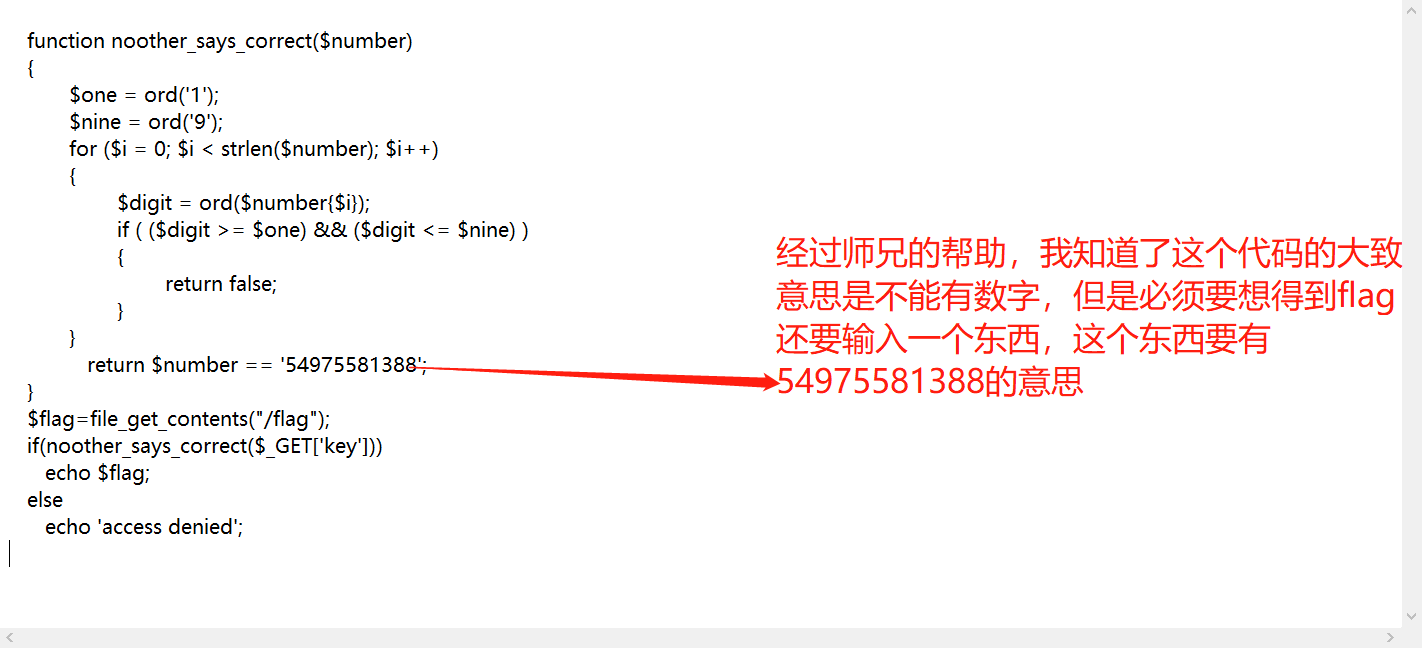 function noother_says_correct($number)
{
$one = ord('1');
$nine = ord('9');
for ($i = 0; $i < strlen($number); $i++)
{
$digit = ord($number{$i});
if ( ($digit >= $one) && ($digit <= $nine) )
{
return false;
}
}
return $number == '54975581388';
}
$flag=file_get_contents("/flag");
if(noother_says_correct($_GET['key']))
echo $flag;
else
echo 'access denied';
经过师兄的帮助，我知道了这个代码的大致
意思是不能有数字，但是必须要想得到flag
还要输入一个东西，这个东西要有
54975581388的意思